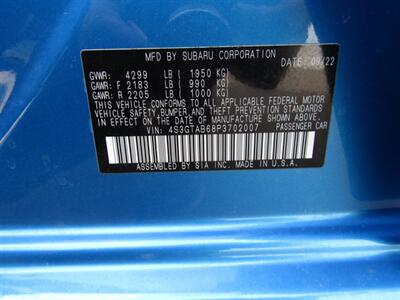 MFD BY SUBARU CORPORATION
DATE: 09/22
GVWR: 4299 LB ( 1950 KG)
GAWR: F 2183 LB ( 990 KG)
GAWR: R 2205 LB ( 1000 KG)
THIS VEHICLE CONFORMS TO ALL APPLICABLE FEDERAL MOTOR
VEHICLE SAFETY, BUMPER, AND THEFT PREVENTION STANDARDS
IN EFFECT ON THE DATE OF MANUFACTURE SHOWN ABOVE.
VIN: 4S3GTAB68P3702007 PASSENGER CAR
ASSEMBLED BY SIA INC. MADE IN U.S.A.